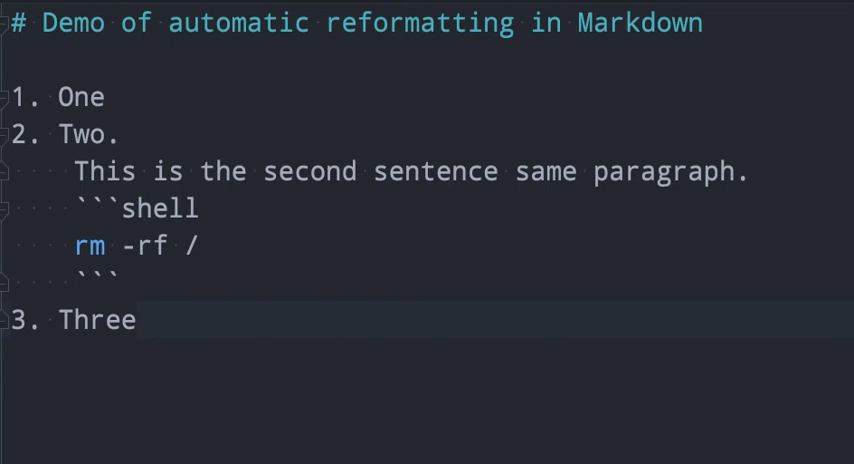 # Demo of automatic reformatting in Markdown

1. One
2. Two.
    This is the second sentence same paragraph.
    ```shell
    rm -rf /
    ```
3. Three